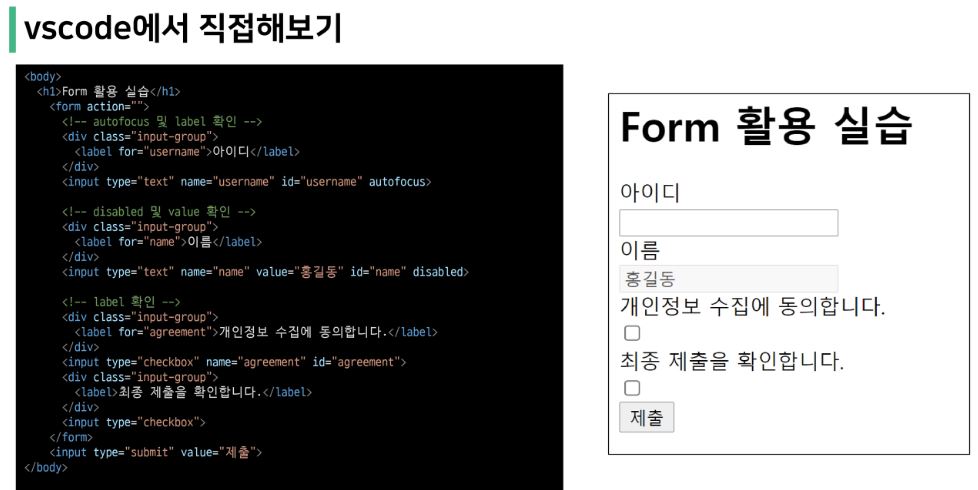 vscode에서 직접해보기
<body>
<h1>Form 활용 실습</h1>
<form action="">
<!-- autofocus 및 label 확인 -->
<div class="input-group">
<label for="username">아이디</label>
</div>
<input type="text" name="username" id="username" autofocus>
<!-- disabled 및 value 확인 -->
<div class="input-group">
<label for="name">이름</label>
</div>
<input type="text" name="name" value="홍길동" id="name" disabled>
<!-- label 확인 -->
<div class="input-group">
<label for="agreement">개인정보 수집에 동의합니다.</label>
</div>
<input type="checkbox" name="agreement" id="agreement">
<div class="input-group">
<label>최종 제출을 확인합니다.</label>
</div>
<input type="checkbox">
</form>
<input type="submit" value="제출">
</body>
Form 활용 실습
아이디
이름
홍길동
개인정보 수집에 동의합니다.
최종 제출을 확인합니다.
제출